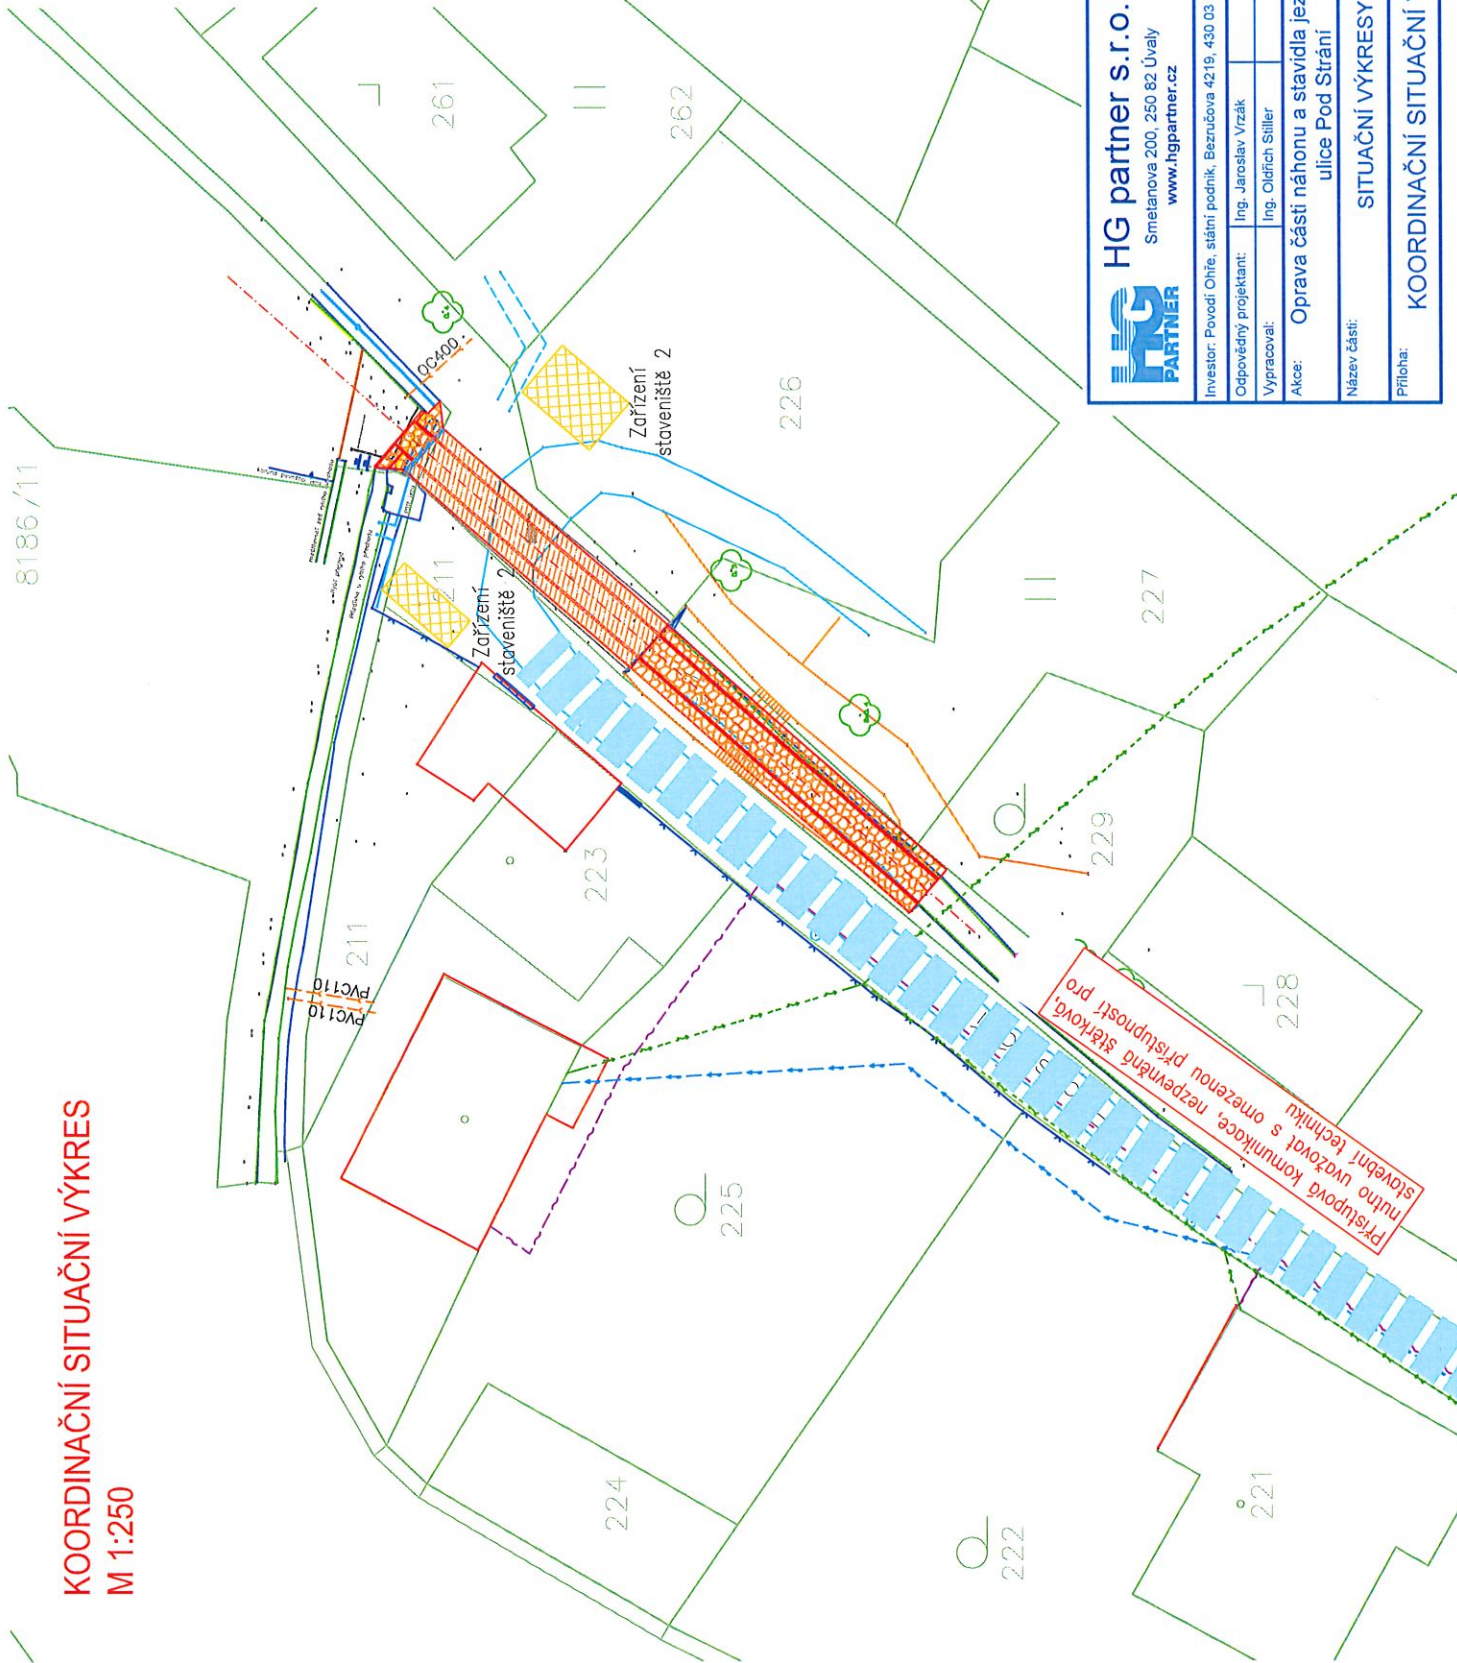 KOORDINAČNÍ SITUAČNÍ VÝKRES
M 1:250
8186/11
261
262
OC400
Zařízení
staveniště 2
226
211
Zařízení
staveniště 2
227
223
229
211
PVC110
PVC110
228
225
224
222
221
Přístupová komunikace, nezpevněná štěrková,
nutno uvažovat s omezenou přístupností pro
stavební techniku
HG
PARTNER
HG partner s.r.o.
Smetanova 200, 250 82 Úvaly
www.hgpartner.cz
Investor: Povodí Ohře, státní podnik, Bezručova 4219, 430 03
Odpovědný projektant: Ing. Jaroslav Vrzák
Vypracoval: Ing. Oldřich Stiller
Akce: Oprava části náhonu a stavidla jez
ulice Pod Strání
Název části: SITUAČNÍ VÝKRESY
Příloha: KOORDINAČNÍ SITUAČNÍ